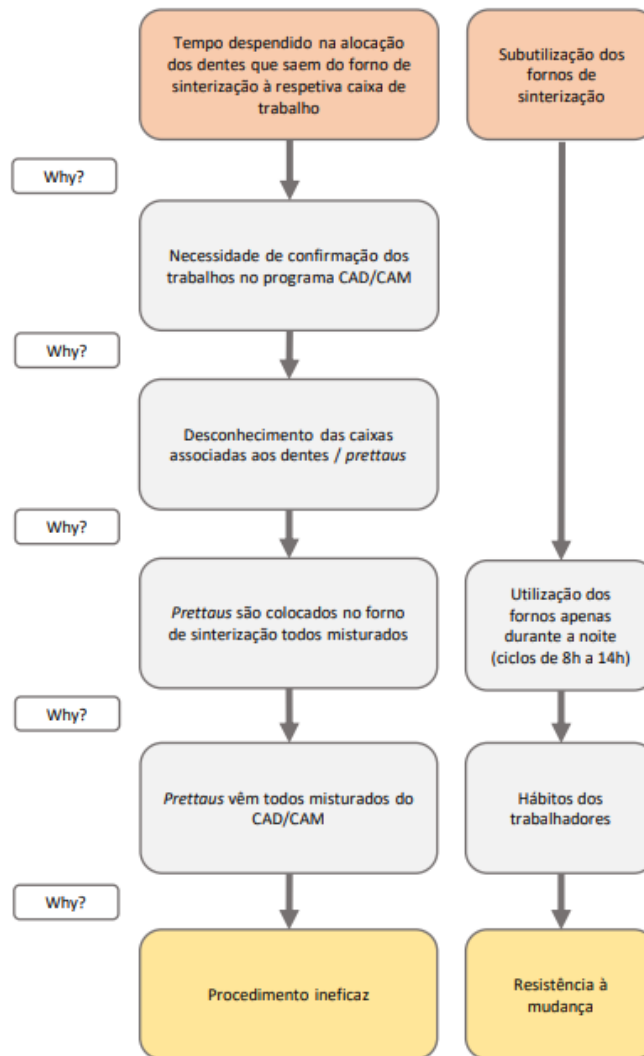 Tempo despendido na alocação
dos dentes que saem do forno de
sinterização à respetiva caixa de
trabalho
Subutilização dos
fornos de
sinterização
Why?
Necessidade de confirmação dos
trabalhos no programa CAD/CAM
Why?
Desconhecimento das caixas
associadas aos dentes / prettaus
Why?
Prettaus são colocados no forno
de sinterização todos misturados
Utilização dos
fornos apenas
durante a noite
(ciclos de 8h a 14h)
Why?
Prettaus vêm todos misturados do
CAD/CAM
Hábitos dos
trabalhadores
Why?
Procedimento ineficaz
Resistência à
mudança